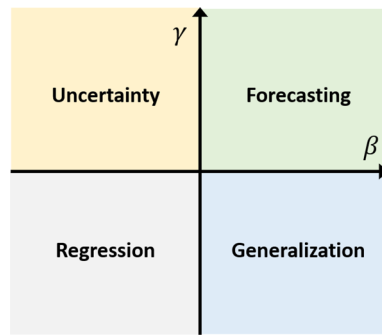 γ
Uncertainty
Forecasting
β
Regression
Generalization